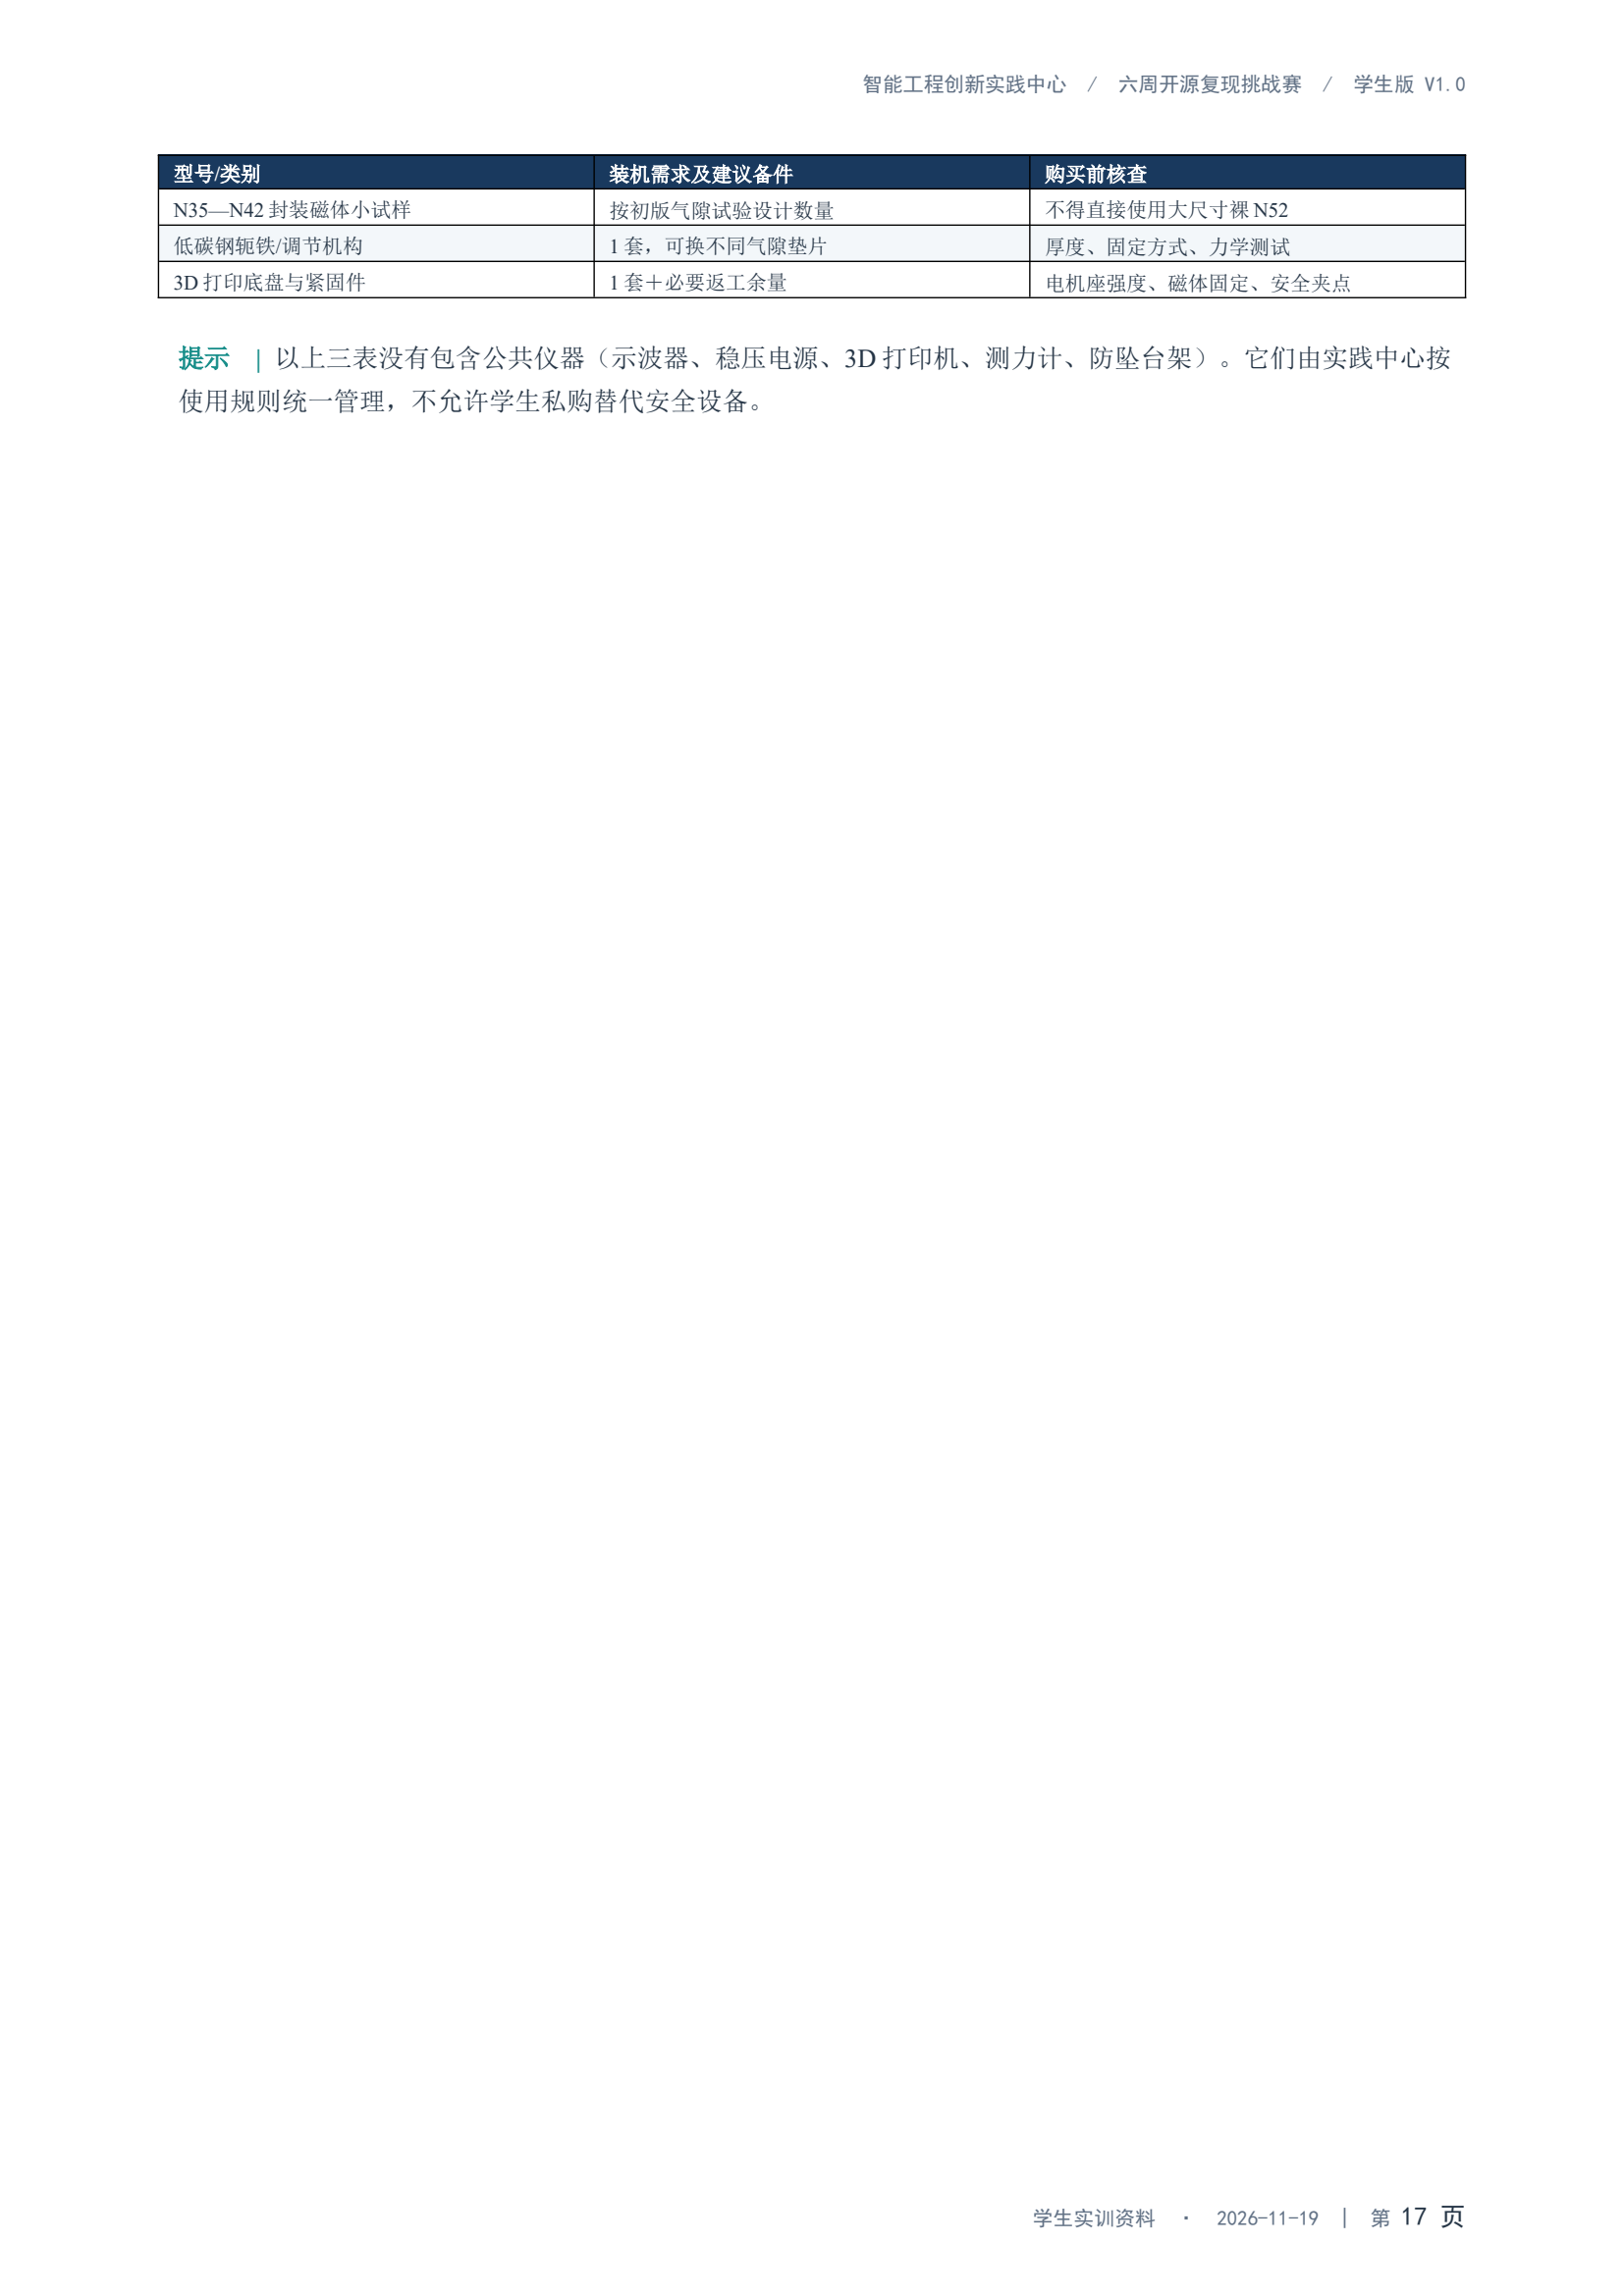 智能工程创新实践中心 / 六周开源复现挑战赛 / 学生版 V1.0
型号/类别 装机需求及建议备件 购买前核查
N35—N42 封装磁体小试样 按初版气隙试验设计数量 不得直接使用大尺寸裸 N52
低碳钢轭铁/调节机构 1 套，可换不同气隙垫片 厚度、固定方式、力学测试
3D 打印底盘与紧固件 1 套＋必要返工余量 电机座强度、磁体固定、安全夹点
提示 | 以上三表没有包含公共仪器（示波器、稳压电源、3D 打印机、测力计、防坠台架）。它们由实践中心按
使用规则统一管理，不允许学生私购替代安全设备。
学生实训资料 · 2026-11-19 | 第 17 页